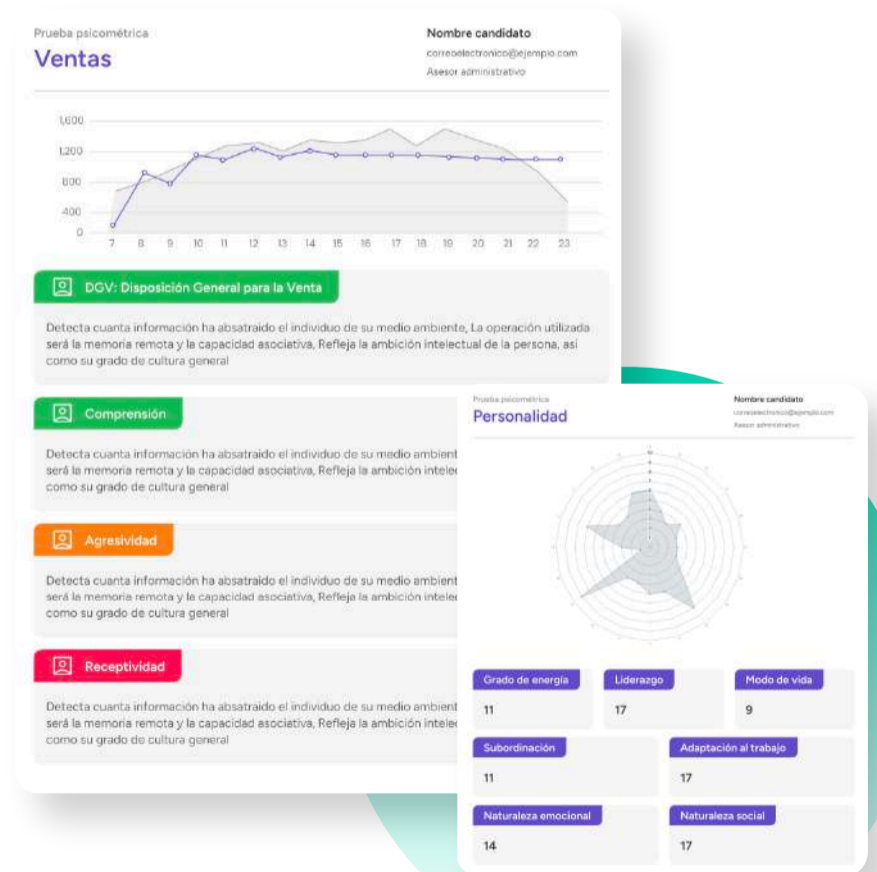 Prueba psicométrica
Ventas
Nombre candidato
correoelectronico@ejemplo.com
Asesor administrativo
1,600
1,200
800
400
0
7 8 9 10 11 12 13 14 15 16 17 18 19 20 21 22 23
DGV: Disposición General para la Venta
Detecta cuanta información ha absatraido el individuo de su medio ambiente, La operación utilizada
será la memoria remota y la capacidad asociativa, Refleja la ambición intelectual de la persona, así
como su grado de cultura general
Comprensión
Detecta cuanta información ha absatraido el individuo de su medio
será la memoria remota y la capacidad asociativa, Refleja la ambición
como su grado de cultura general
Agresividad
Detecta cuanta información ha absatraido el individuo de su medio
será la memoria remota y la capacidad asociativa, Refleja la ambición
como su grado de cultura general
Receptividad
Detecta cuanta información ha absatraido el individuo de su medio
será la memoria remota y la capacidad asociativa, Refleja la ambición
como su grado de cultura general
Prueba psicométrica
Personalidad
Nombre candidato
correoelectronico@ejemplo.com
Asesor administrativo
Grado de energía
11
Liderazgo
17
Modo de vida
9
Subordinación
11
Adaptación al trabajo
17
Naturaleza emocional
14
Naturaleza social
17